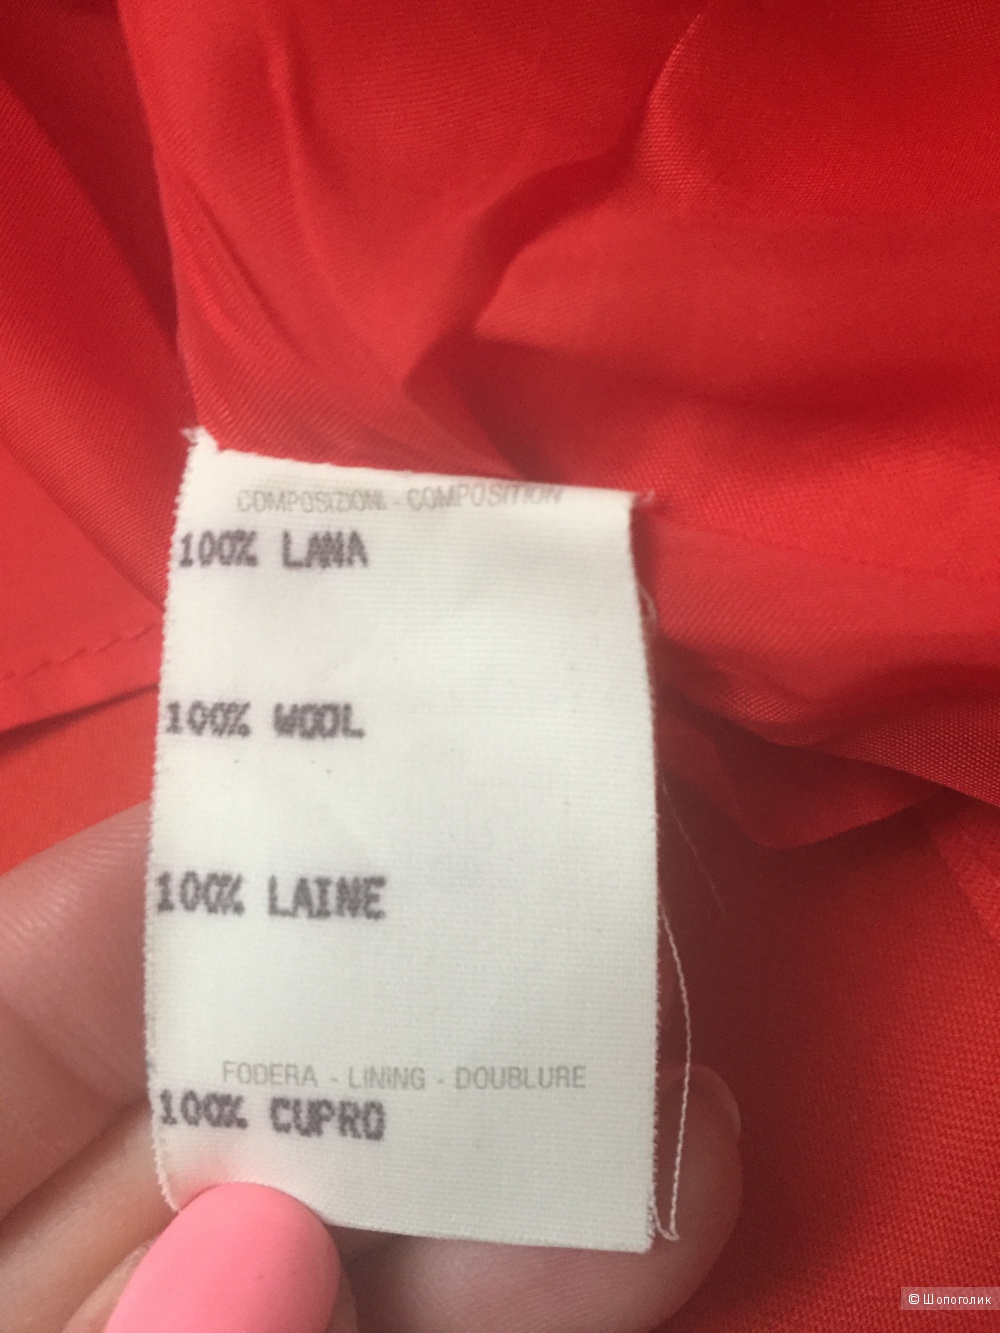 COMPOSIZIONI - COMPOSITION
100% LANA
100% WOOL
100% LAINE
FODERA - LINING - DOUBLURE
100% CUPRO
© Шопоголик